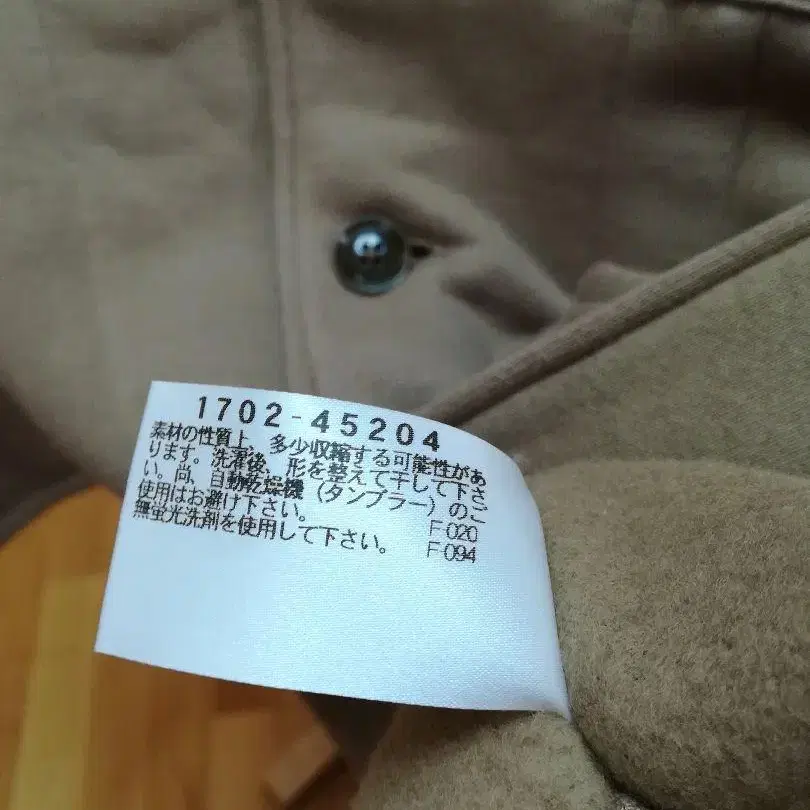 1702-45204
素材の性質上、多少収縮する可能性があ
ります。洗濯後、形を整えて干して下さ
い。尚、自動乾燥機（タンブラー）のご
使用はお避け下さい。 F020
無蛍光洗剤を使用して下さい。 F094